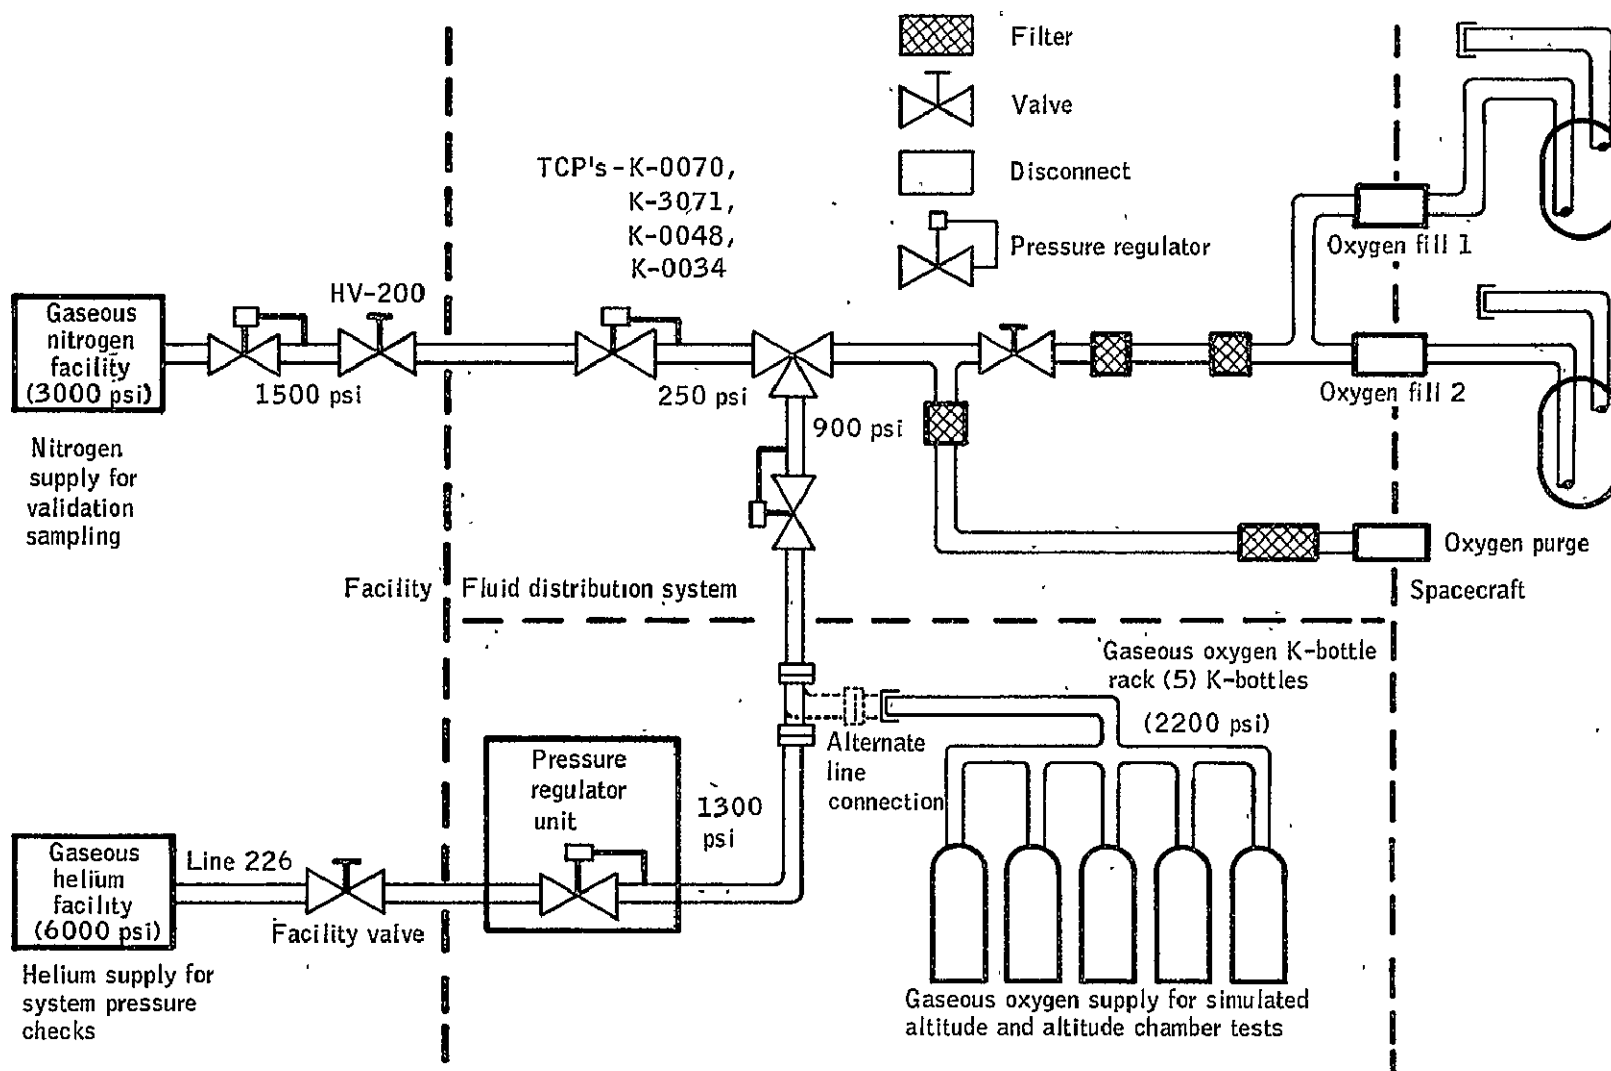 Filter
Valve
Disconnect
Pressure regulator
TCP's-K-0070,
K-3071,
K-0048,
K-0034
Oxygen fill 1
HV-200
Gaseous
nitrogen
facility
(3000 psi)
1500 psi
250 psi
900 psi
Oxygen fill 2
Nitrogen
supply for
validation
sampling
Oxygen purge
Facility
Fluid distribution system
Spacecraft
Gaseous oxygen K-bottle
rack (5) K-bottles
(2200 psi)
Alternate
line
connection
Pressure
regulator
unit
1300
psi
Gaseous
helium
facility
(6000 psi)
Line 226
Facility valve
Helium supply for
system pressure
checks
Gaseous oxygen supply for simulated
altitude and altitude chamber tests